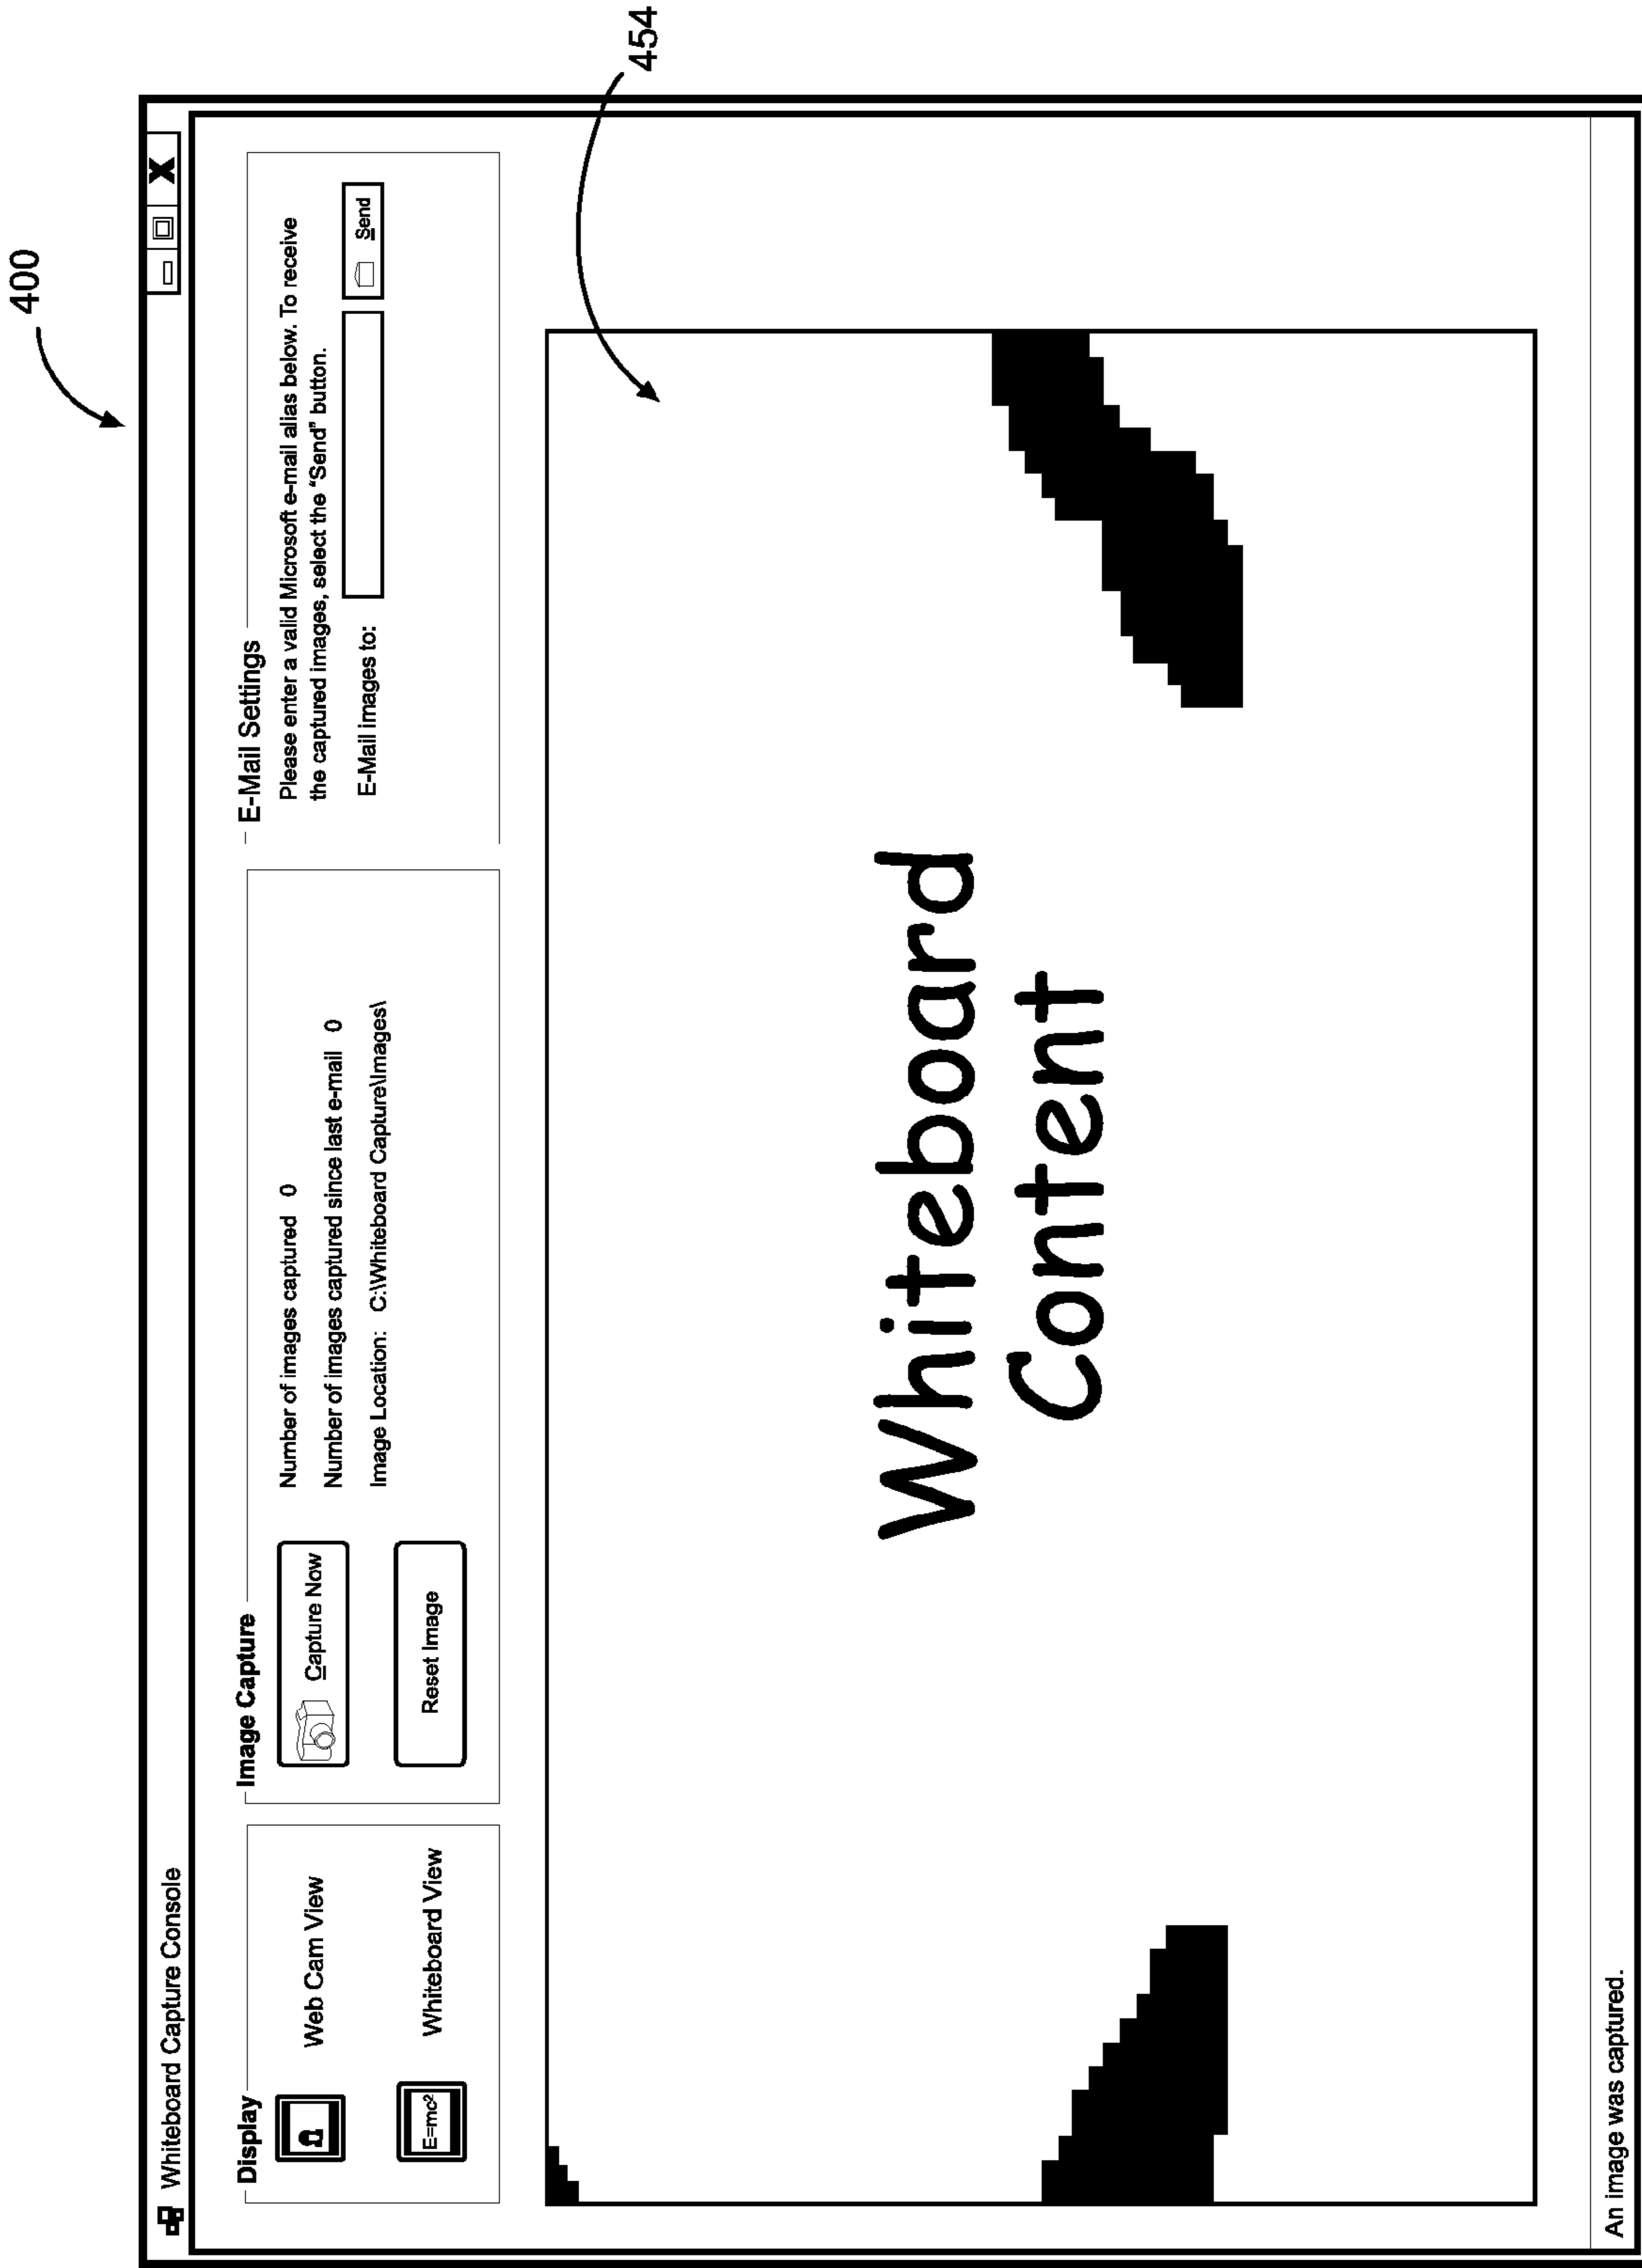 400
Whiteboard Capture Console
Display
Web Cam View
E=mc²
Whiteboard View
Image Capture
Capture Now
Reset Image
Number of images captured 0
Number of images captured since last e-mail 0
Image Location: C:\Whiteboard Capture\Images\
E-Mail Settings
Please enter a valid Microsoft e-mail alias below. To receive
the captured images, select the “Send” button.
E-Mail images to:
Send
454
Whiteboard
Content
An image was captured.